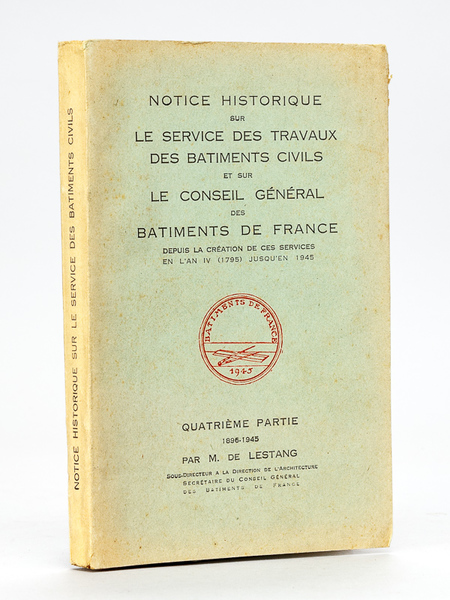 NOTICE HISTORIQUE SUR LE SERVICE DES BATIMENTS CIVILS
NOTICE HISTORIQUE
SUR
LE SERVICE DES TRAVAUX
DES BATIMENTS CIVILS
ET SUR
LE CONSEIL GÉNÉRAL
DES
BATIMENTS DE FRANCE
DEPUIS LA CRÉATION DE CES SERVICES
EN L'AN IV (1795) JUSQU'EN 1945
BATIMENTS DE FRANCE
1945
QUATRIÈME PARTIE
1896-1945
PAR M. DE LESTANG
SOUS-DIRECTEUR A LA DIRECTION DE L'ARCHITECTURE
SECRÉTAIRE DU CONSEIL GÉNÉRAL
DES BATIMENTS DE FRANCE